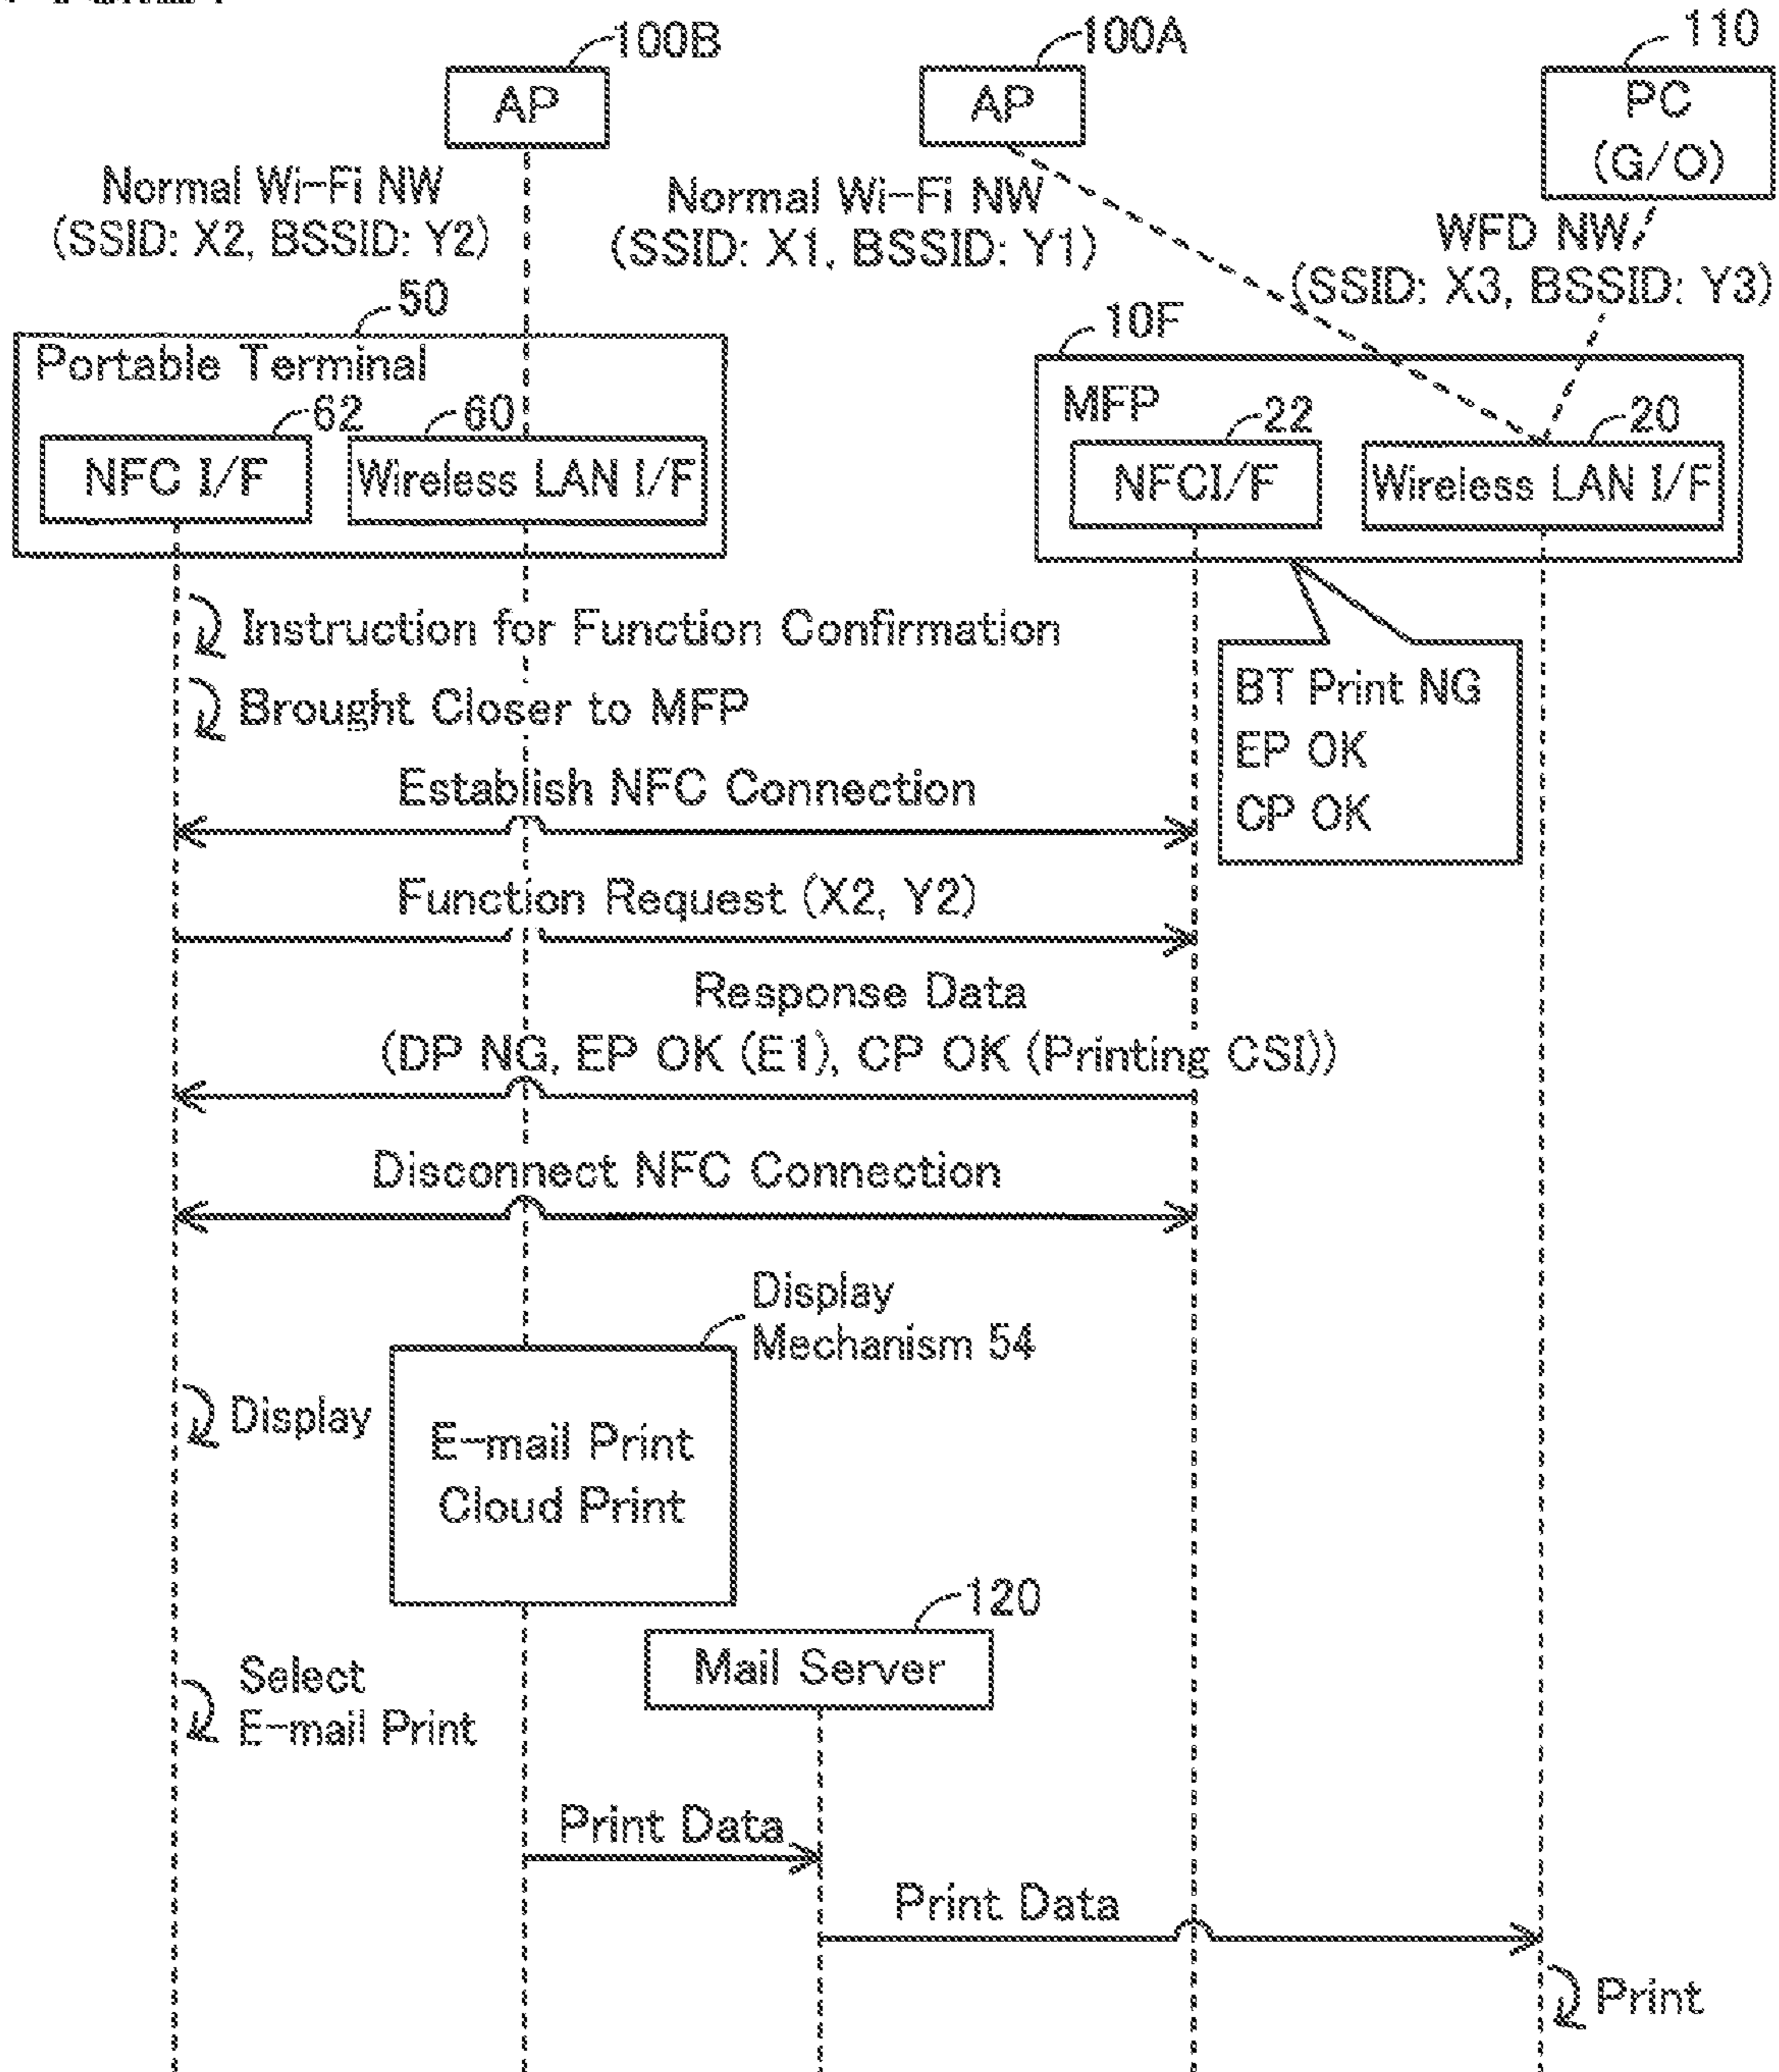 100B
100A
110
AP
AP
PC
(G/O)
Normal Wi-Fi NW
(SSID: X2, BSSID: Y2)
Normal Wi-Fi NW
(SSID: X1, BSSID: Y1)
WFD NW
(SSID: X3, BSSID: Y3)
50
10F
Portable Terminal
MFP
62
60
22
20
NFC I/F
Wireless LAN I/F
NFCI/F
Wireless LAN I/F
Instruction for Function Confirmation
Brought Closer to MFP
BT Print NG
EP OK
CP OK
Establish NFC Connection
Function Request (X2, Y2)
Response Data
(DP NG, EP OK (E1), CP OK (Printing CSI))
Disconnect NFC Connection
Display
Mechanism 54
Display
E-mail Print
Cloud Print
120
Mail Server
Select
E-mail Print
Print Data
Print Data
Print